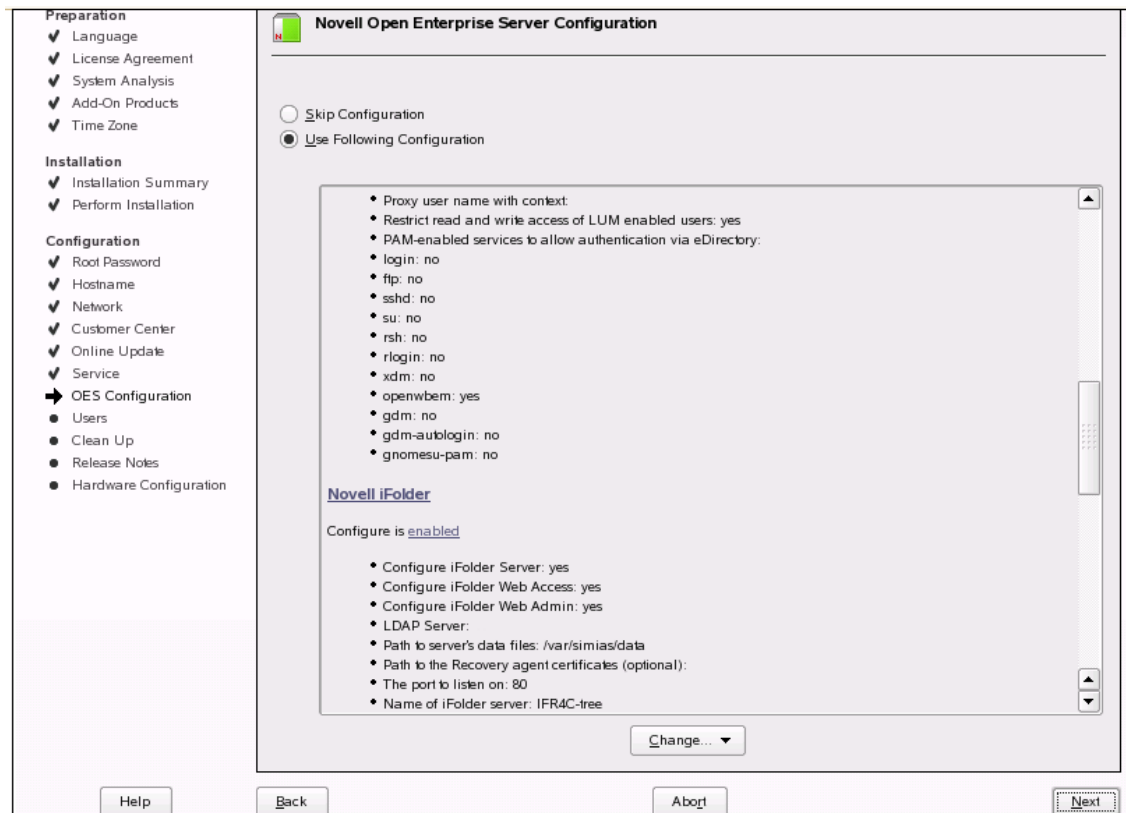 Preparation
Language
License Agreement
System Analysis
Add-On Products
Time Zone
Installation
Installation Summary
Perform Installation
Configuration
Root Password
Hostname
Network
Customer Center
Online Update
Service
OES Configuration
Users
Clean Up
Release Notes
Hardware Configuration
N
Novell Open Enterprise Server Configuration
Skip Configuration
Use Following Configuration
Proxy user name with context:
Restrict read and write access of LUM enabled users: yes
PAM-enabled services to allow authentication via eDirectory:
login: no
ftp: no
sshd: no
su: no
rsh: no
rlogin: no
xdm: no
openwbem: yes
gdm: no
gdm-autologin: no
gnomesu-pam: no
Novell iFolder
Configure is enabled
Configure iFolder Server: yes
Configure iFolder Web Access: yes
Configure iFolder Web Admin: yes
LDAP Server:
Path to server's data files: /var/simias/data
Path to the Recovery agent certificates (optional):
The port to listen on: 80
Name of iFolder server: IFR4C-tree
Change...
Help
Back
Abort
Next